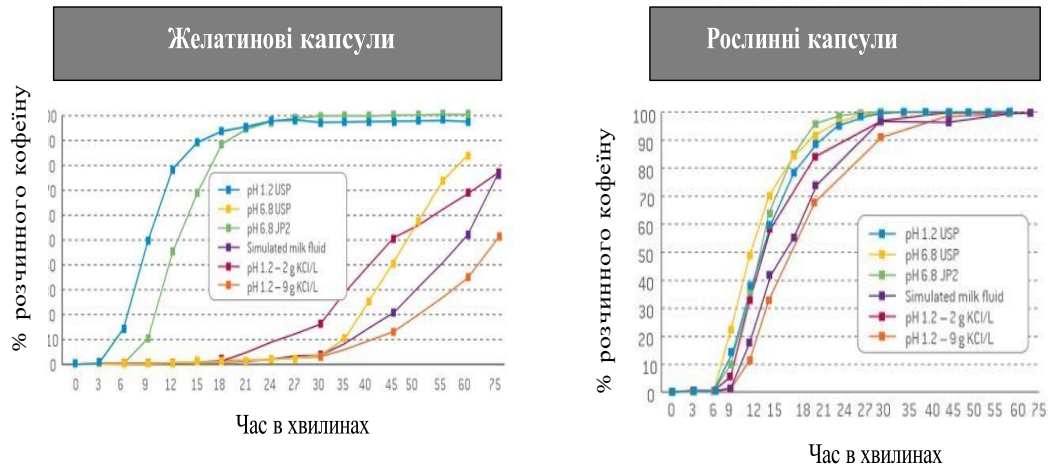 Желатинові капсули
Рослинні капсули
% розчинного кофеїну
10
0
pH 1.2 USP
pH 6.8 USP
pH 6.8 JP2
Simulated milk fluid
pH 1.2 – 2 g KCl/L
pH 1.2 – 9 g KCl/L
0 3 6 9 12 15 18 21 24 27 30 35 40 45 50 55 60 75
Час в хвилинах
% розчинного кофеїну
100
90
80
70
60
50
40
30
20
10
0
pH 1.2 USP
pH 6.8 USP
pH 6.8 JP2
Simulated milk fluid
pH 1.2 – 2 g KCl/L
pH 1.2 – 9 g KCl/L
0 3 6 9 12 15 18 21 24 27 30 35 40 45 50 55 60 75
Час в хвилинах